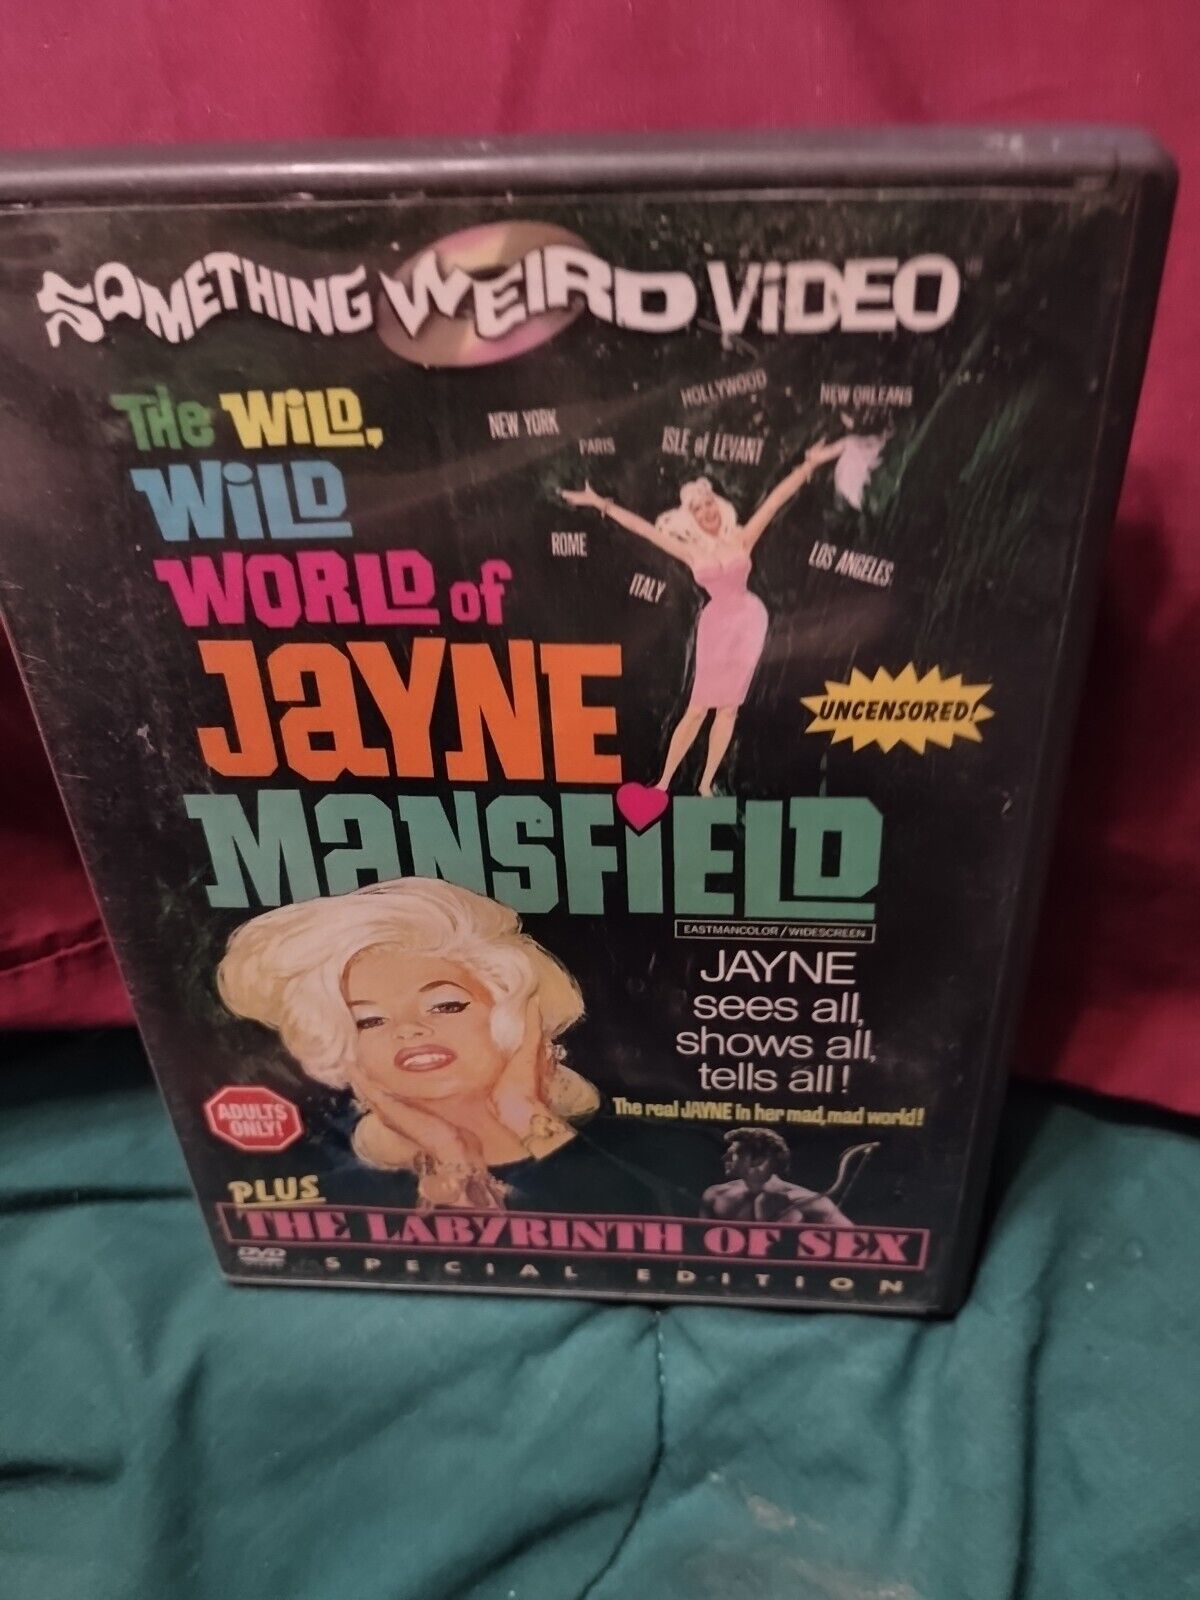 SOMETHING WEIRD VIDEO
The WiLD,
WiLD
WORLD of
JaYNE
MaNSFiELD
HOLLYWOOD
NEW ORLEANS
NEW YORK
PARIS
ISLE of LEVANT
ROME
ITALY
LOS ANGELES
UNCENSORED!
EASTMANCOLOR / WIDESCREEN
JAYNE
sees all,
shows all,
tells all!
The real JAYNE in her mad, mad world!
ADULTS
ONLY!
PLUS
THE LABYRINTH OF SEX
DVD
SPECIAL EDITION